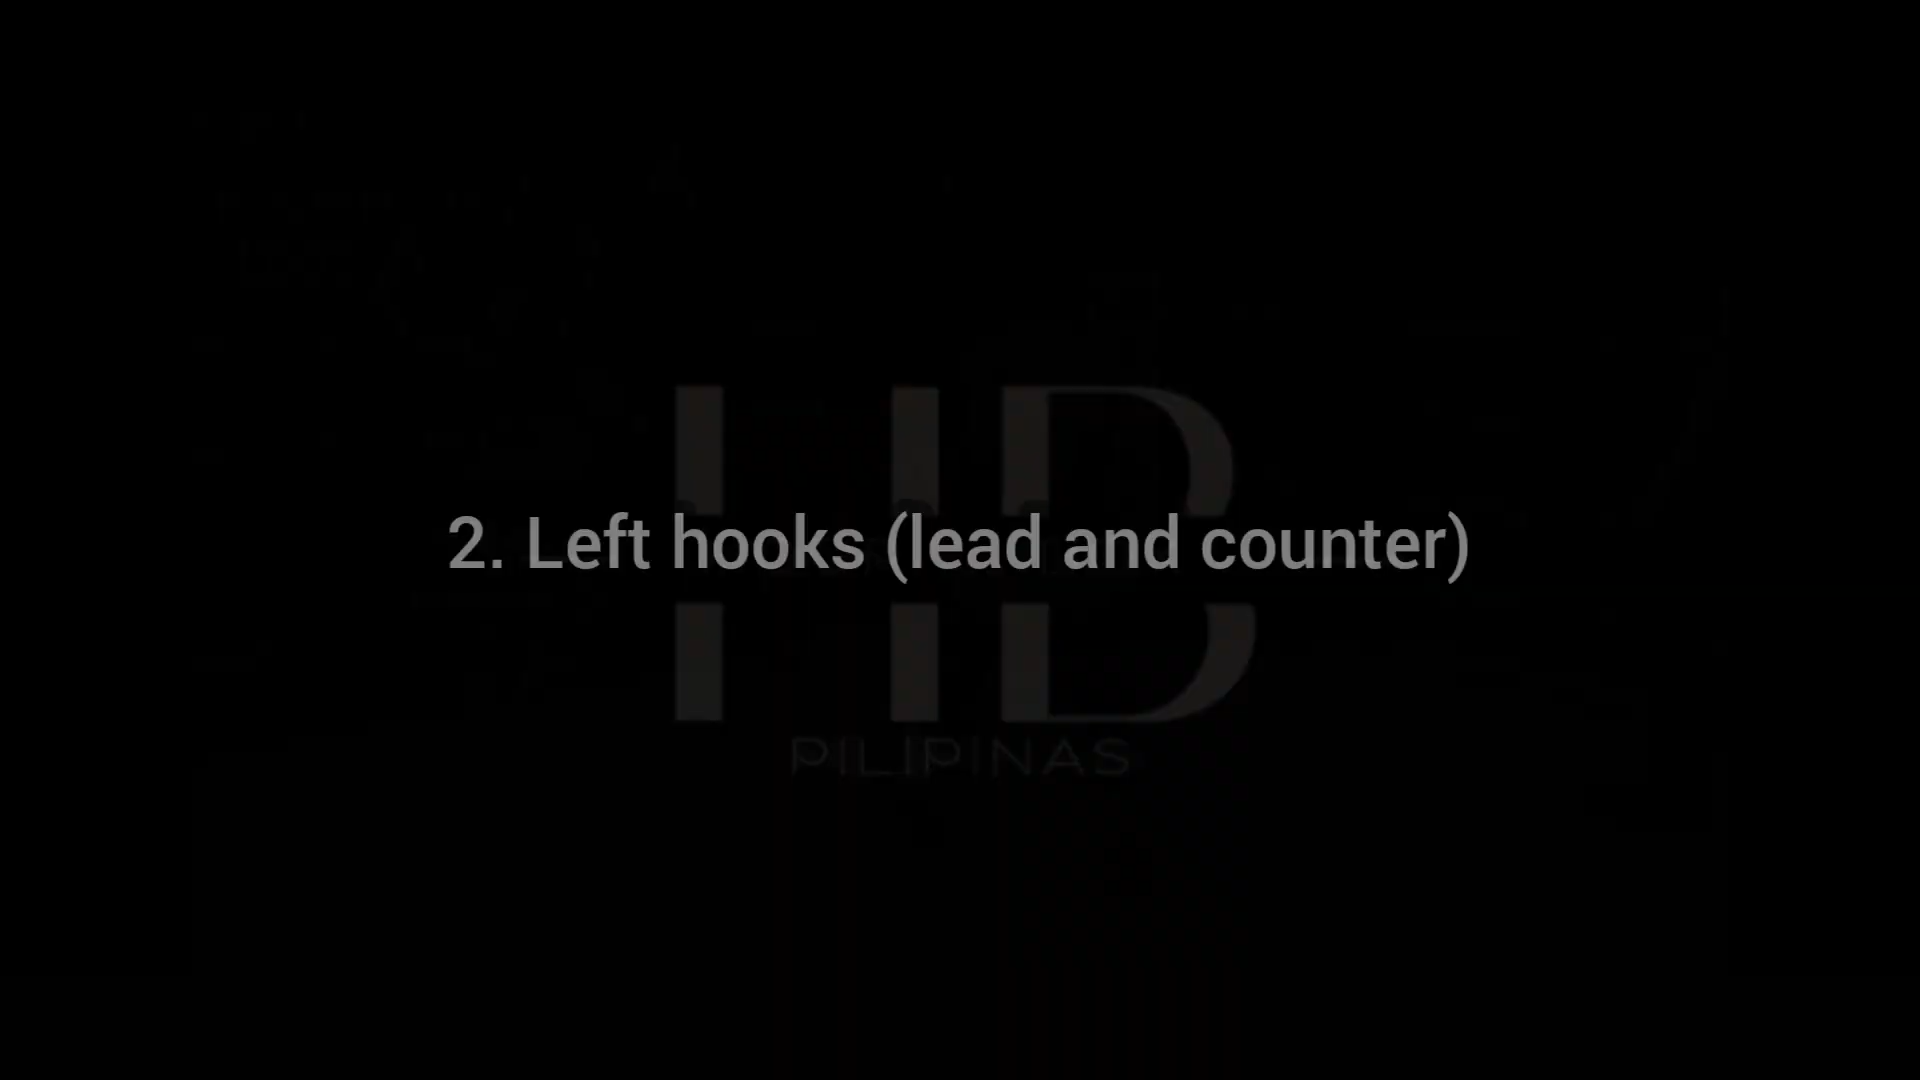 HB
2. Left hooks (lead and counter)
PILIPINAS